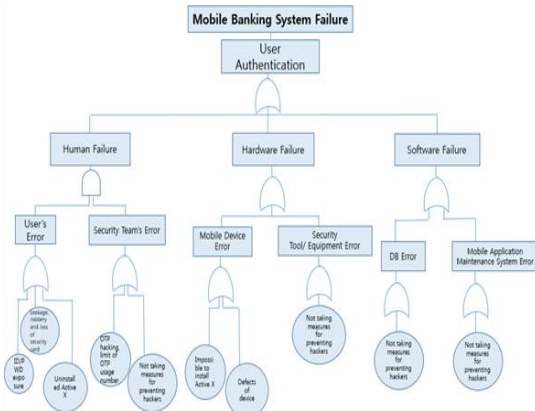 Mobile Banking System Failure
User
Authentication
Human Failure
Hardware Failure
Software Failure
User's
Error
Security Team's Error
Mobile Device
Error
Security
Tool/ Equipment Error
DB Error
Mobile Application
Maintenance System Error
Leakage,
robbery
and loss
of
security
card
ID/P
WD
expo
sure
Uninstall
ed Active
X
OTP
hacking,
limit of
OTP
usage
number
Not taking
measures
for
preventing
hackers
Impossi
ble to
install
Active X
Defects
of
device
Not taking
measures for
preventing
hackers
Not taking
measures for
preventing
hackers
Not taking
measures for
preventing
hackers